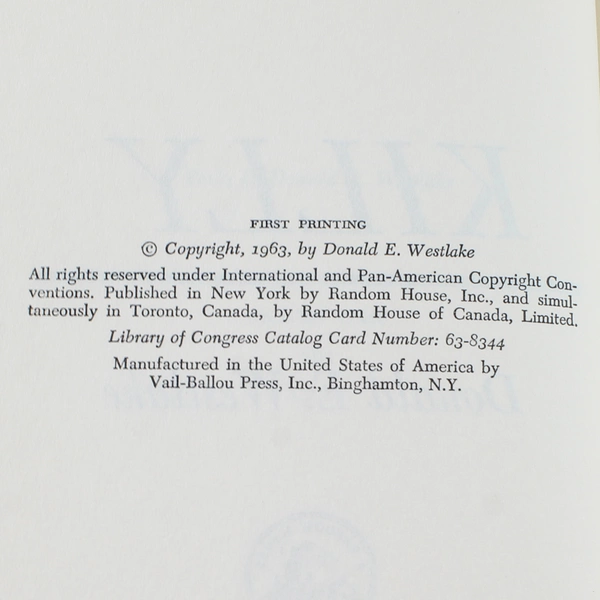 FIRST PRINTING
© Copyright, 1963, by Donald E. Westlake
All rights reserved under International and Pan-American Copyright Con-
ventions. Published in New York by Random House, Inc., and simul-
taneously in Toronto, Canada, by Random House of Canada, Limited.
Library of Congress Catalog Card Number: 63-8344
Manufactured in the United States of America by
Vail-Ballou Press, Inc., Binghamton, N.Y.